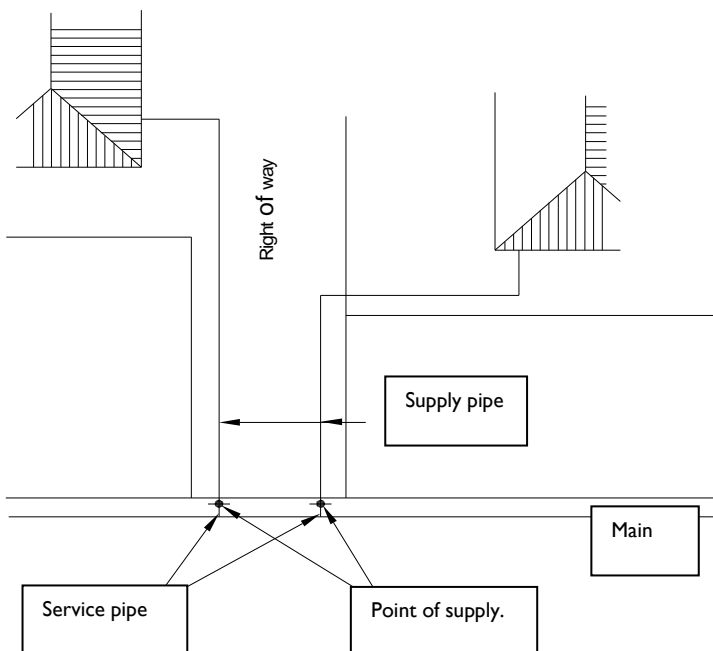 Right of way
Supply pipe
Main
Service pipe
Point of supply.